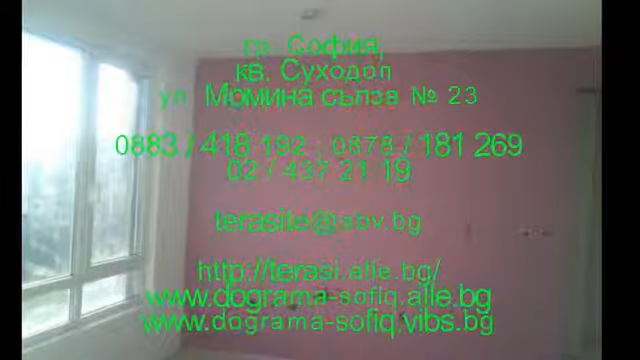 гр. София,
кв. Суходол
ул. Момина сълза № 23
0883 / 418 192 ; 0878 / 181 269
02 / 437 21 19
terasite@abv.bg
http://terasi.alle.bg/
www.dograma-sofiq.alle.bg
www.dograma-sofiq.vibs.bg